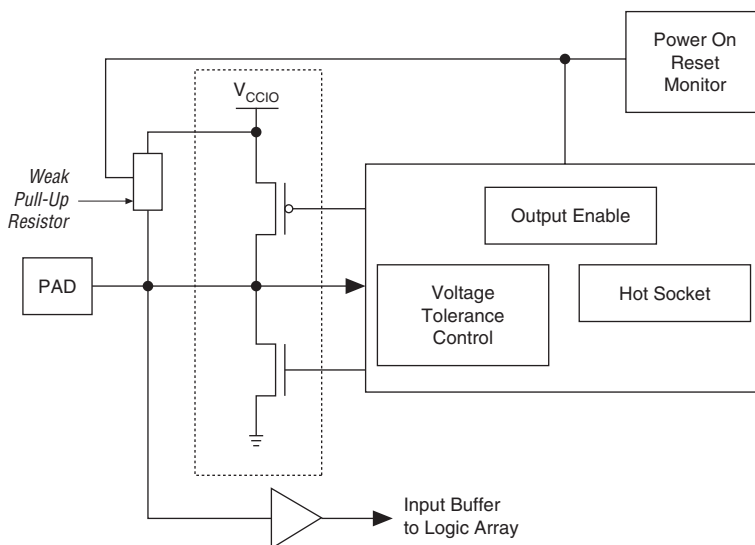 Power On
Reset
Monitor
V_CCIO
Weak
Pull-Up
Resistor
Output Enable
PAD
Voltage
Tolerance
Control
Hot Socket
Input Buffer
to Logic Array